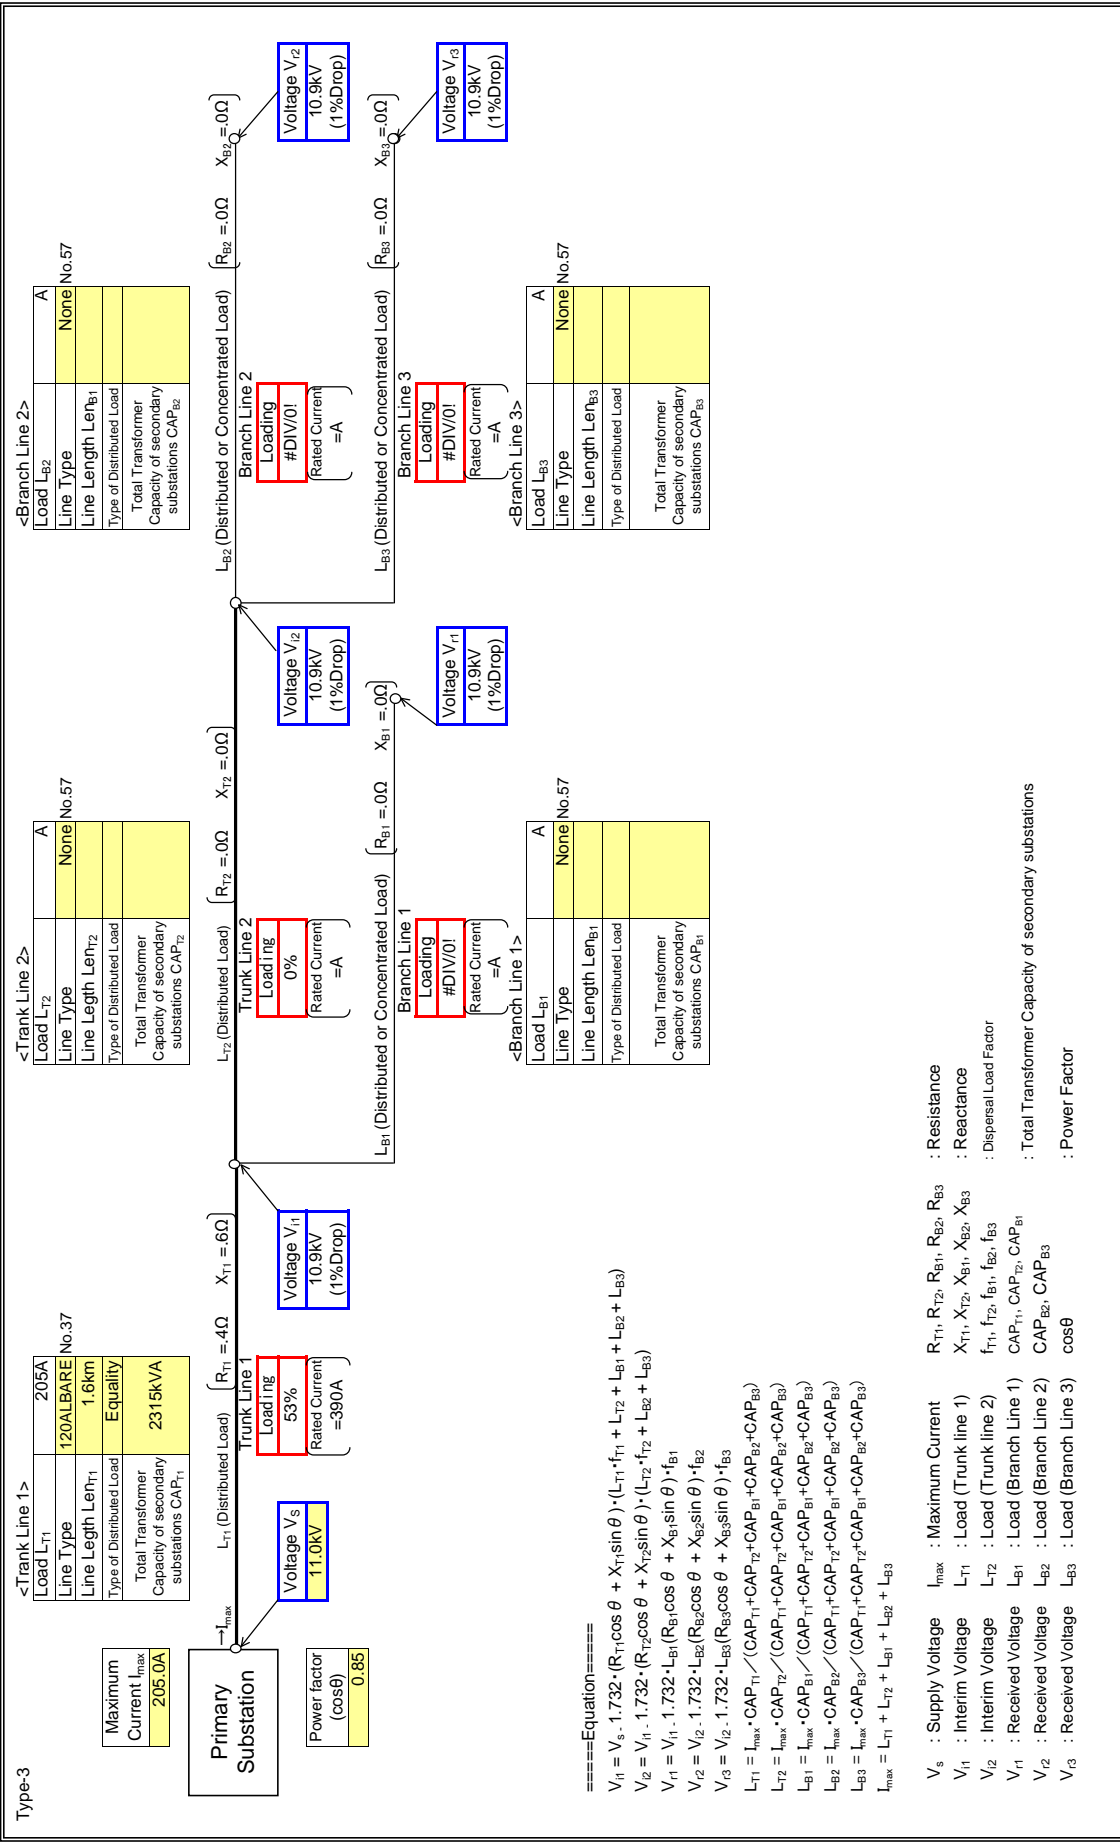 Type-3
Maximum
Current Imax
205.0A
<Trank Line 1>
Load LT1 205A
Line Type 120ALBARE No.37
Line Legth LenT1 1.6km
Type of Distributed Load Equality
Total Transformer
Capacity of secondary
substations CAPT1 2315kVA
<Trank Line 2>
Load LT2 A
Line Type None No.57
Line Legth LenT2
Type of Distributed Load
Total Transformer
Capacity of secondary
substations CAPT2
<Branch Line 2>
Load LB2 A
Line Type None No.57
Line Length LenB1
Type of Distributed Load
Total Transformer
Capacity of secondary
substations CAPB2
Primary
Substation
→Imax
LT1 (Distributed Load) RT1 =.4Ω XT1 =.6Ω
LT2 (Distributed Load) RT2 =.0Ω XT2 =.0Ω
LB2 (Distributed or Concentrated Load) RB2 =.0Ω XB2 =.0Ω
Voltage Vs
11.0kV
Trunk Line 1
Loading
53%
Rated Current
=390A
Voltage Vi1
10.9kV
(1%Drop)
Trunk Line 2
Loading
0%
Rated Current
=A
Voltage Vi2
10.9kV
(1%Drop)
Branch Line 2
Loading
#DIV/0!
Rated Current
=A
Voltage Vr2
10.9kV
(1%Drop)
Power factor
(cosθ)
0.85
LB1 (Distributed or Concentrated Load) RB1 =.0Ω XB1 =.0Ω
LB3 (Distributed or Concentrated Load) RB3 =.0Ω XB3 =.0Ω
Branch Line 1
Loading
#DIV/0!
Rated Current
=A
Voltage Vr1
10.9kV
(1%Drop)
Branch Line 3
Loading
#DIV/0!
Rated Current
=A
Voltage Vr3
10.9kV
(1%Drop)
<Branch Line 1>
Load LB1 A
Line Type None No.57
Line Length LenB1
Type of Distributed Load
Total Transformer
Capacity of secondary
substations CAPB1
<Branch Line 3>
Load LB3 A
Line Type None No.57
Line Length LenB3
Type of Distributed Load
Total Transformer
Capacity of secondary
substations CAPB3
=====Equation=====
Vi1 = Vs - 1.732・(RT1cos θ + XT1sin θ)・(LT1・fT1 + LT2 + LB1 + LB2 + LB3)
Vi2 = Vi1 - 1.732・(RT2cos θ + XT2sin θ)・(LT2・fT2 + LB2 + LB3)
Vr1 = Vi1 - 1.732・LB1(RB1cos θ + XB1sin θ)・fB1
Vr2 = Vi2 - 1.732・LB2(RB2cos θ + XB2sin θ)・fB2
Vr3 = Vi2 - 1.732・LB3(RB3cos θ + XB3sin θ)・fB3
LT1 = Imax・CAPT1／(CAPT1+CAPT2+CAPB1+CAPB2+CAPB3)
LT2 = Imax・CAPT2／(CAPT1+CAPT2+CAPB1+CAPB2+CAPB3)
LB1 = Imax・CAPB1／(CAPT1+CAPT2+CAPB1+CAPB2+CAPB3)
LB2 = Imax・CAPB2／(CAPT1+CAPT2+CAPB1+CAPB2+CAPB3)
LB3 = Imax・CAPB3／(CAPT1+CAPT2+CAPB1+CAPB2+CAPB3)
Imax = LT1 + LT2 + LB1 + LB2 + LB3
Vs : Supply Voltage Imax : Maximum Current RT1, RT2, RB1, RB2, RB3 : Resistance
Vi1 : Interim Voltage LT1 : Load (Trunk line 1) XT1, XT2, XB1, XB2, XB3 : Reactance
Vi2 : Interim Voltage LT2 : Load (Trunk line 2) fT1, fT2, fB1, fB2, fB3 : Dispersal Load Factor
Vr1 : Received Voltage LB1 : Load (Branch Line 1) CAPT1, CAPT2, CAPB1
Vr2 : Received Voltage LB2 : Load (Branch Line 2) CAPB2, CAPB3 : Total Transformer Capacity of secondary substations
Vr3 : Received Voltage LB3 : Load (Branch Line 3) cosθ : Power Factor